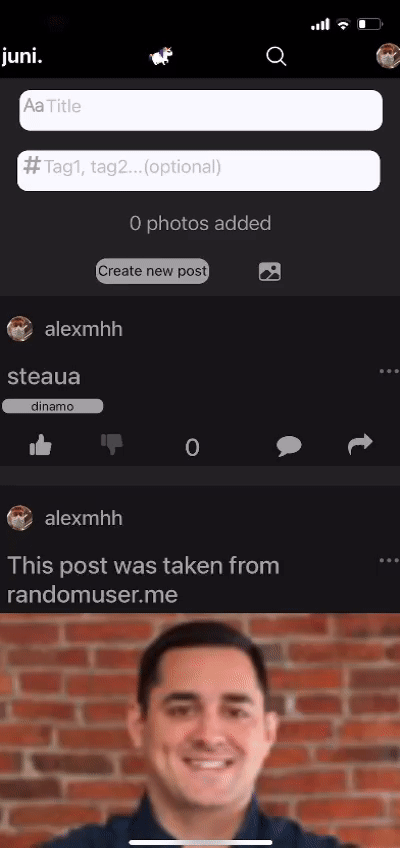 juni.
Aa Title
# Tag1, tag2...(optional)
0 photos added
Create new post
alexmhh
steaua
dinamo
0
alexmhh
This post was taken from
randomuser.me